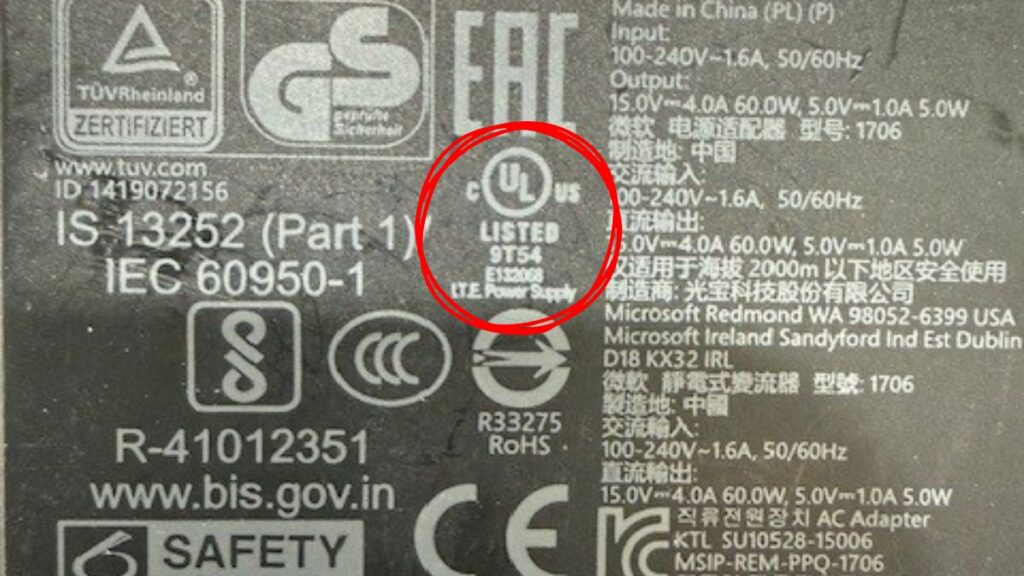 TÜVRheinland
ZERTIFIZIERT
GS
geprüfte
Sicherheit
www.tuv.com
ID 1419072156
IS 13252 (Part 1)
IEC 60950-1
R-41012351
www.bis.gov.in
SAFETY
EAC
C UL US
LISTED
9T54
E132068
I.T.E. Power Supply
CCC
R33275
RoHS
CE
Made in China (PL) (P)
Input:
100-240V~1.6A, 50/60Hz
Output:
15.0V⎓4.0A 60.0W, 5.0V⎓1.0A 5.0W
微软 电源适配器 型号: 1706
制造地: 中国
交流输入:
100-240V~1.6A, 50/60Hz
直流输出:
15.0V⎓4.0A 60.0W, 5.0V⎓1.0A 5.0W
仅适用于海拔 2000m 以下地区安全使用
制造商: 光宝科技股份有限公司
Microsoft Redmond WA 98052-6399 USA
Microsoft Ireland Sandyford Ind Est Dublin
D18 KX32 IRL
微軟 靜電式變流器 型號: 1706
製造地: 中國
交流輸入:
100-240V~1.6A, 50/60Hz
直流輸出:
15.0V⎓4.0A 60.0W, 5.0V⎓1.0A 5.0W
직류전원장치 AC Adapter
KTL SU10528-15006
MSIP-REM-PPQ-1706